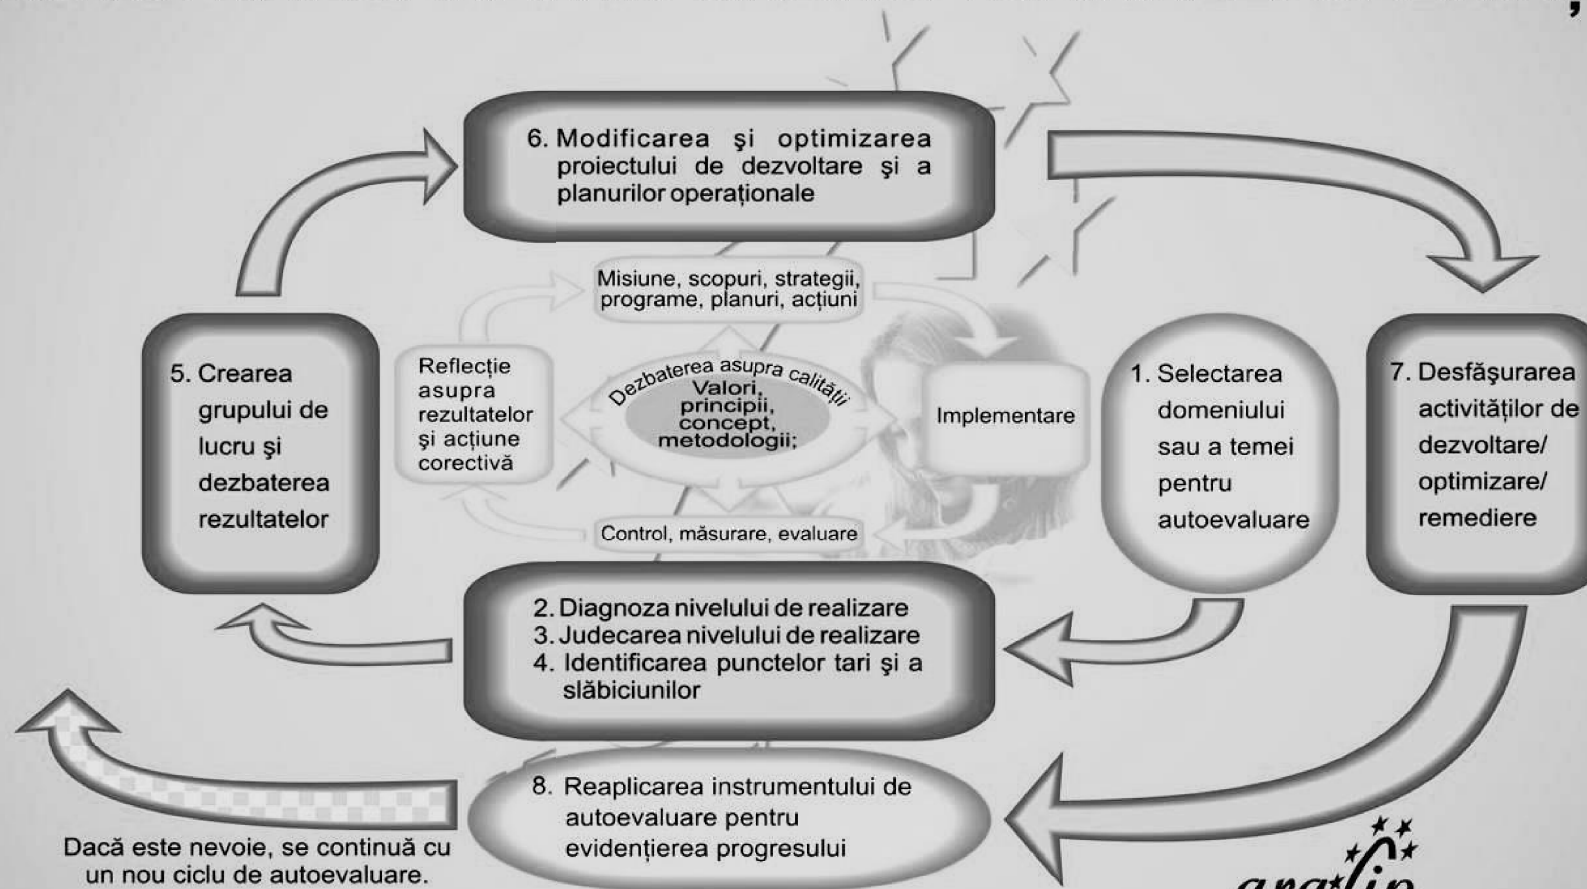 6. Modificarea şi optimizarea
proiectului de dezvoltare şi a
planurilor operaționale
Misiune, scopuri, strategii,
programe, planuri, acțiuni
5. Crearea
grupului de
lucru şi
dezbaterea
rezultatelor
Reflecție
asupra
rezultatelor
şi acțiune
corectivă
Dezbaterea asupra calității
Valori,
principii,
concept,
metodologii;
Implementare
1. Selectarea
domeniului
sau a temei
pentru
autoevaluare
7. Desfăşurarea
activităților de
dezvoltare/
optimizare/
remediere
Control, măsurare, evaluare
2. Diagnoza nivelului de realizare
3. Judecarea nivelului de realizare
4. Identificarea punctelor tari şi a
slăbiciunilor
8. Reaplicarea instrumentului de
autoevaluare pentru
evidențierea progresului
Dacă este nevoie, se continuă cu
un nou ciclu de autoevaluare.